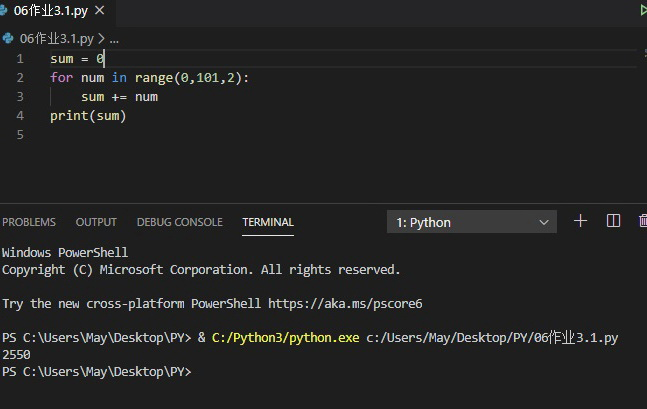 06作业3.1.py ×
06作业3.1.py > ...
1 sum = 0
2 for num in range(0,101,2):
3     sum += num
4 print(sum)
5
PROBLEMS OUTPUT DEBUG CONSOLE TERMINAL 1: Python
Windows PowerShell
Copyright (C) Microsoft Corporation. All rights reserved.
Try the new cross-platform PowerShell https://aka.ms/pscore6
PS C:\Users\May\Desktop\PY> & C:/Python3/python.exe c:/Users/May/Desktop/PY/06作业3.1.py
2550
PS C:\Users\May\Desktop\PY>